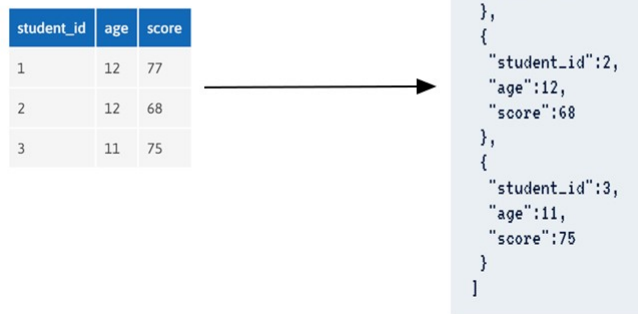 student_id age score
1 12 77
2 12 68
3 11 75
},
{
"student_id":2,
"age":12,
"score":68
},
{
"student_id":3,
"age":11,
"score":75
}
]